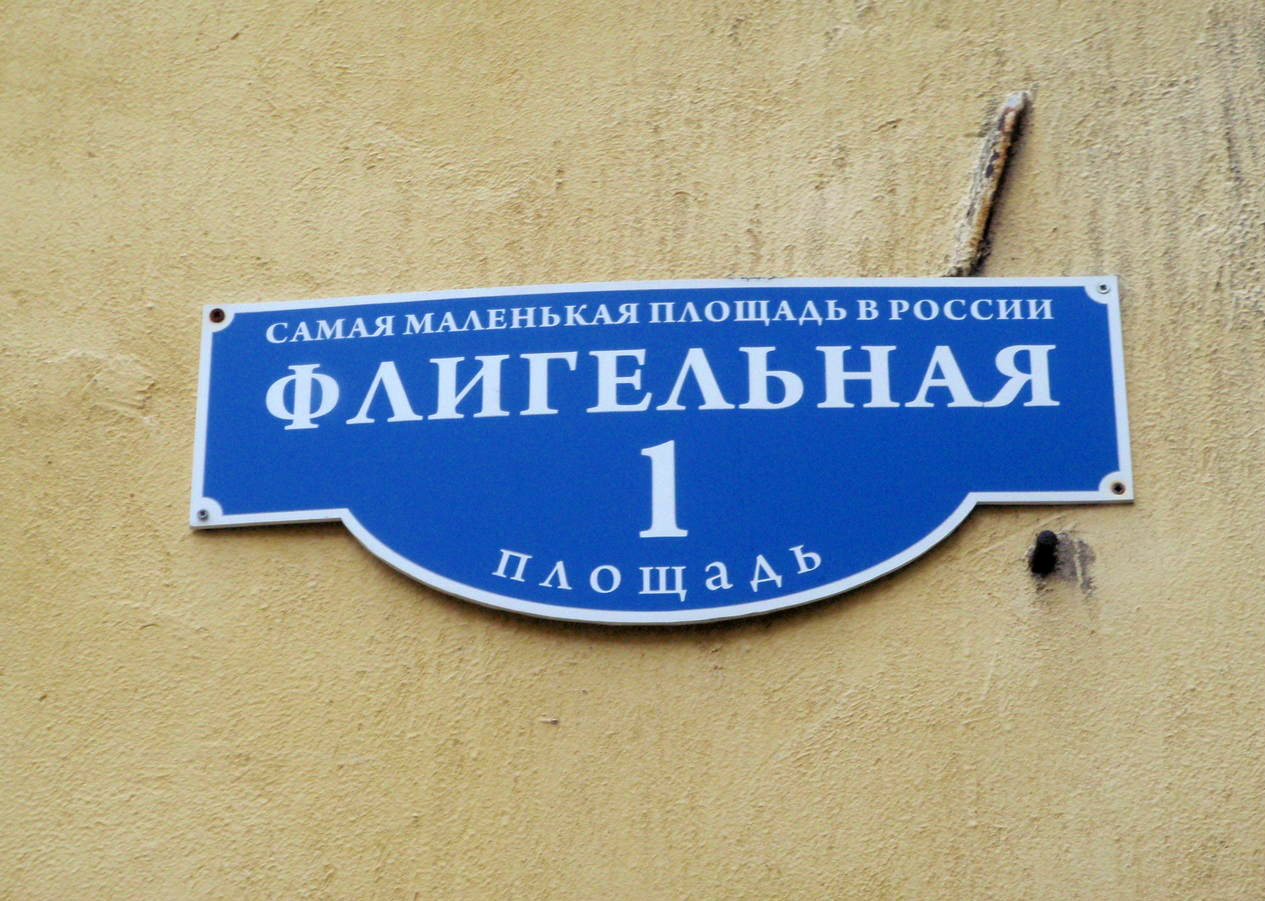 САМАЯ МАЛЕНЬКАЯ ПЛОЩАДЬ В РОССИИ
ФЛИГЕЛЬНАЯ
1
площадь